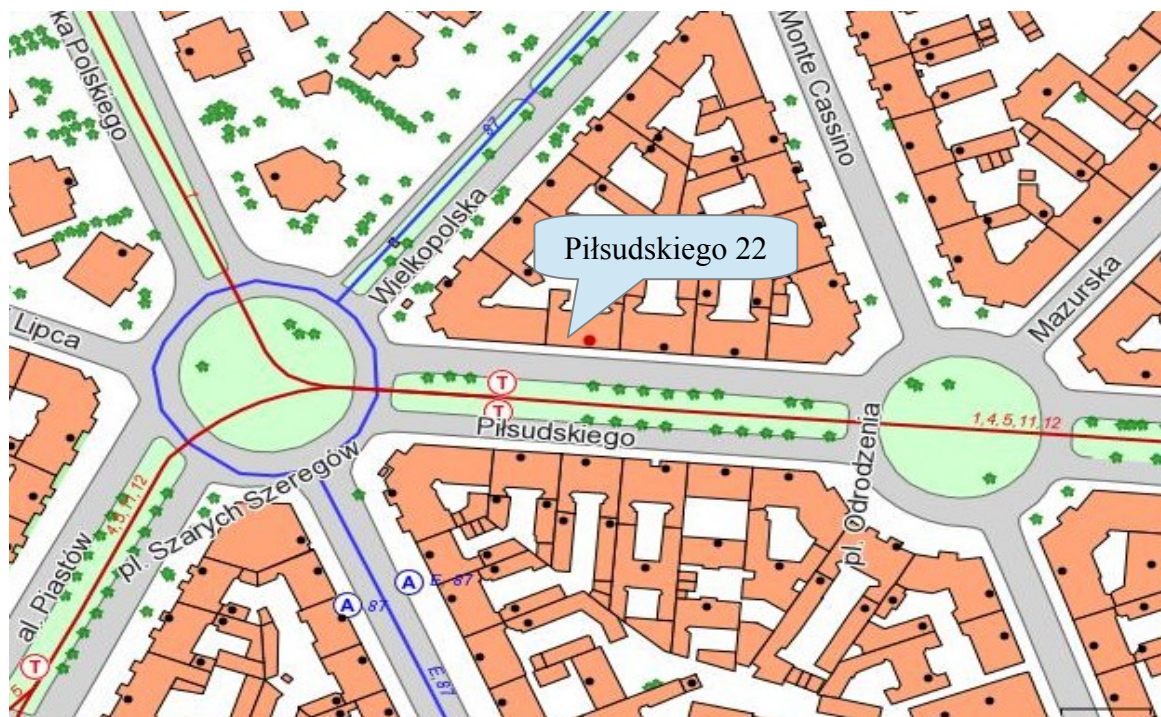 ka Polskiego
1
87
Monte Cassino
Wielkopolska
Piłsudskiego 22
Mazurska
Lipca
T
T
Piłsudskiego
1, 4, 5, 11, 12
pl. Odrodzenia
pl. Szarych Szeregów
4, 5, 11, 12
al. Piastów
A E, 87
A 87
T
E, 87
5